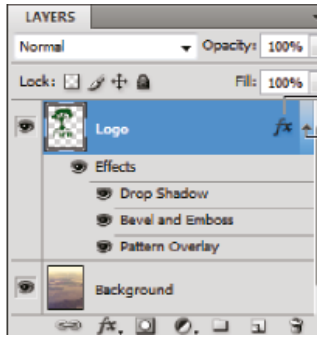 LAYERS
Normal Opacity: 100%
Lock: Fill: 100%
Logo fx
Effects
Drop Shadow
Bevel and Emboss
Pattern Overlay
Background
fx.